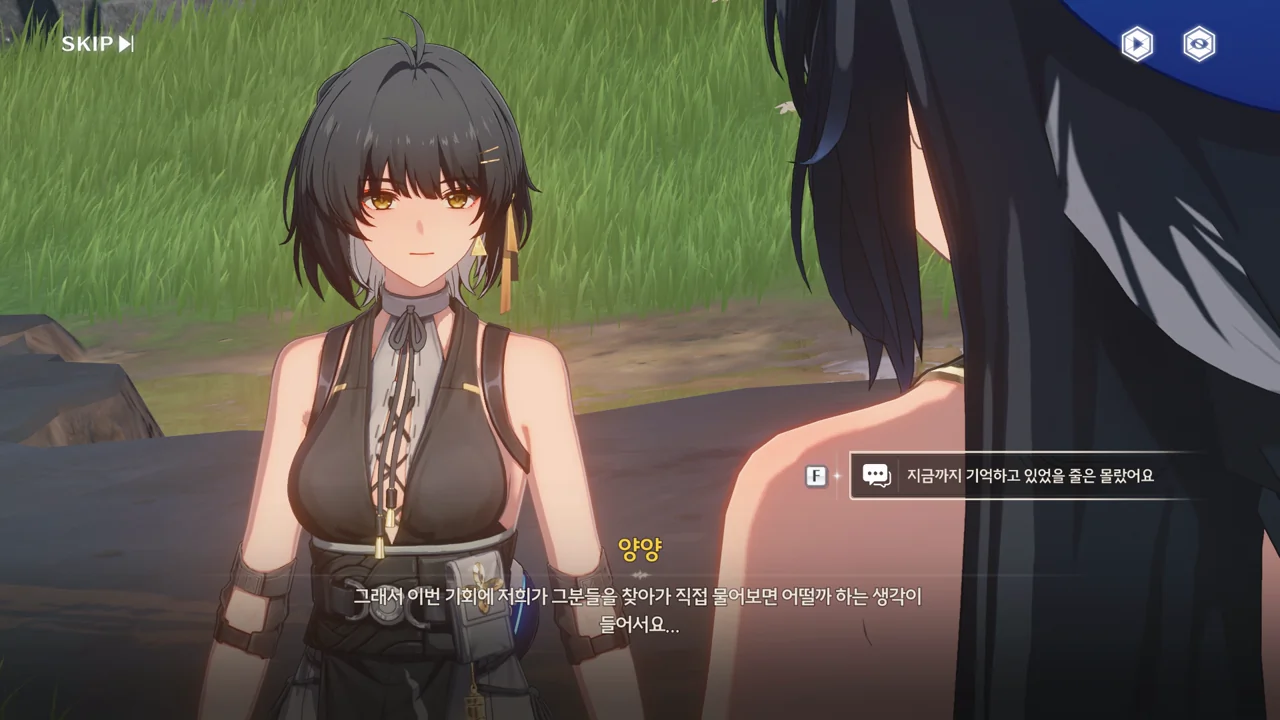 SKIP
F
지금까지 기억하고 있었을 줄은 몰랐어요
양양
그래서 이번 기회에 저희가 그분들을 찾아가 직접 물어보면 어떨까 하는 생각이
들어서요...